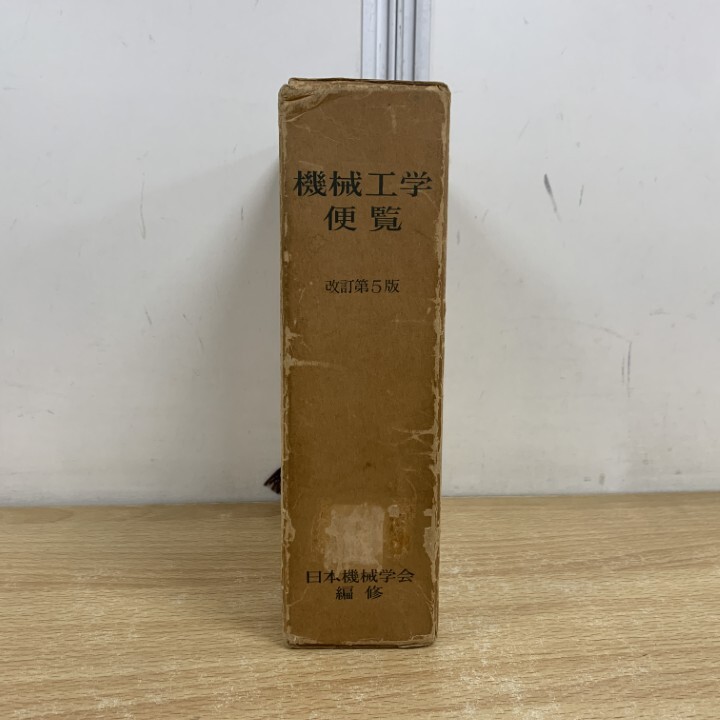 機械工学
便覧
改訂第5版
日本機械学会
編修